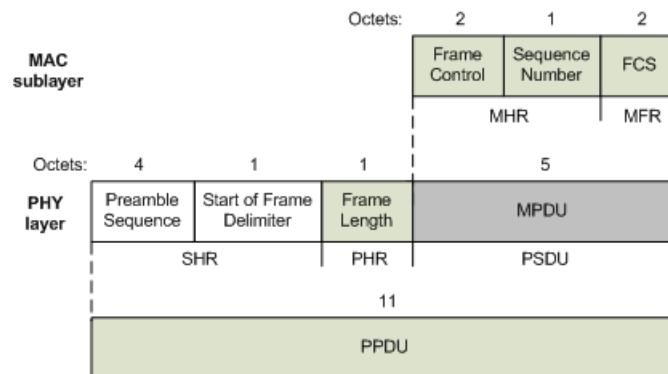 Octets: 2 1 2
MAC sublayer
Frame Control
Sequence Number
FCS
MHR MFR
Octets: 4 1 1 5
PHY layer
Preamble Sequence
Start of Frame Delimiter
Frame Length
MPDU
SHR PHR PSDU
11
PPDU